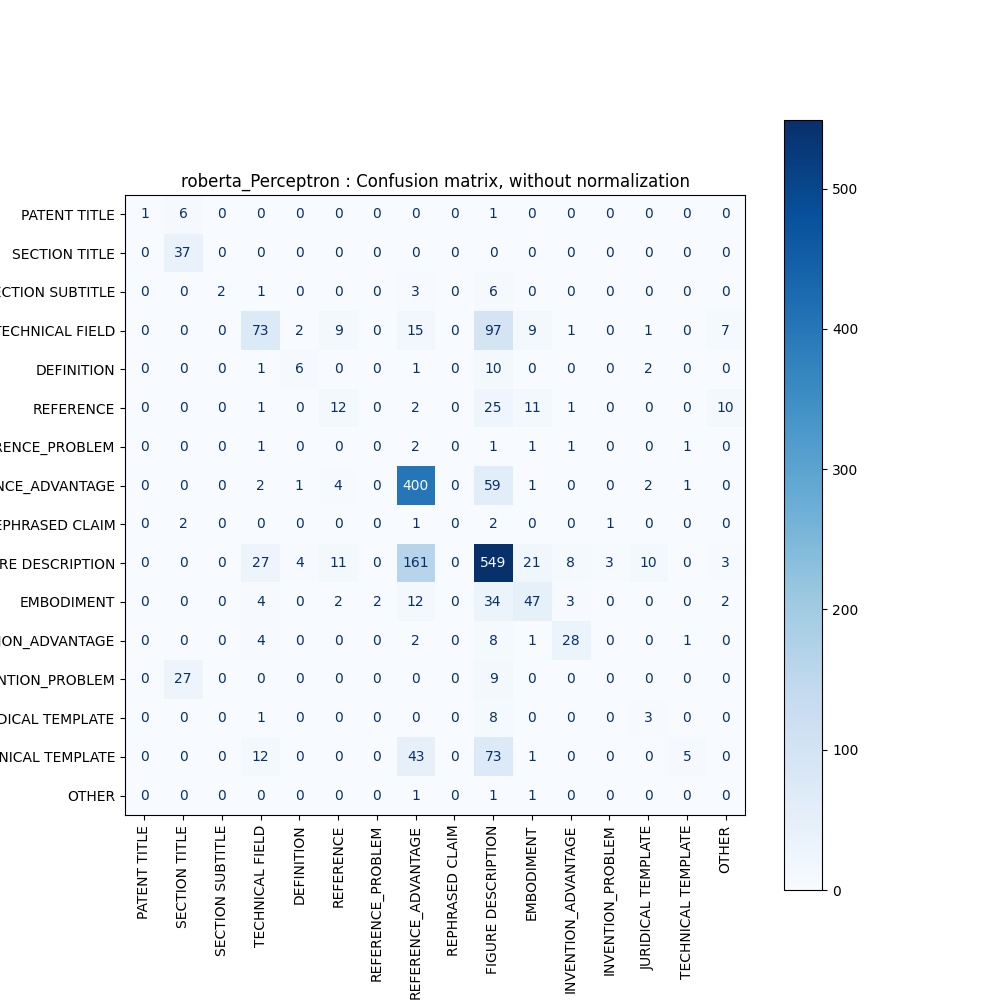 roberta_Perceptron : Confusion matrix, without normalization
PATENT TITLE 1 6 0 0 0 0 0 0 0 1 0 0 0 0 0 0
SECTION TITLE 0 37 0 0 0 0 0 0 0 0 0 0 0 0 0 0
CTION SUBTITLE 0 0 2 1 0 0 0 3 0 6 0 0 0 0 0 0
TECHNICAL FIELD 0 0 0 73 2 9 0 15 0 97 9 1 0 1 0 7
DEFINITION 0 0 0 1 6 0 0 1 0 10 0 0 0 2 0 0
REFERENCE 0 0 0 1 0 12 0 2 0 25 11 1 0 0 0 10
RENCE_PROBLEM 0 0 0 1 0 0 0 2 0 1 1 1 0 0 1 0
NCE_ADVANTAGE 0 0 0 2 1 4 0 400 0 59 1 0 0 2 1 0
EPHRASED CLAIM 0 2 0 0 0 0 0 1 0 2 0 0 1 0 0 0
RE DESCRIPTION 0 0 0 27 4 11 0 161 0 549 21 8 3 10 0 3
EMBODIMENT 0 0 0 4 0 2 2 12 0 34 47 3 0 0 0 2
ION_ADVANTAGE 0 0 0 4 0 0 0 2 0 8 1 28 0 0 1 0
NTION_PROBLEM 0 27 0 0 0 0 0 0 0 9 0 0 0 0 0 0
DICAL TEMPLATE 0 0 0 1 0 0 0 0 0 8 0 0 0 3 0 0
NICAL TEMPLATE 0 0 0 12 0 0 0 43 0 73 1 0 0 0 5 0
OTHER 0 0 0 0 0 0 0 1 0 1 1 0 0 0 0 0
PATENT TITLE
SECTION TITLE
SECTION SUBTITLE
TECHNICAL FIELD
DEFINITION
REFERENCE
REFERENCE_PROBLEM
REFERENCE_ADVANTAGE
REPHRASED CLAIM
FIGURE DESCRIPTION
EMBODIMENT
INVENTION_ADVANTAGE
INVENTION_PROBLEM
JURIDICAL TEMPLATE
TECHNICAL TEMPLATE
OTHER
500
400
300
200
100
0